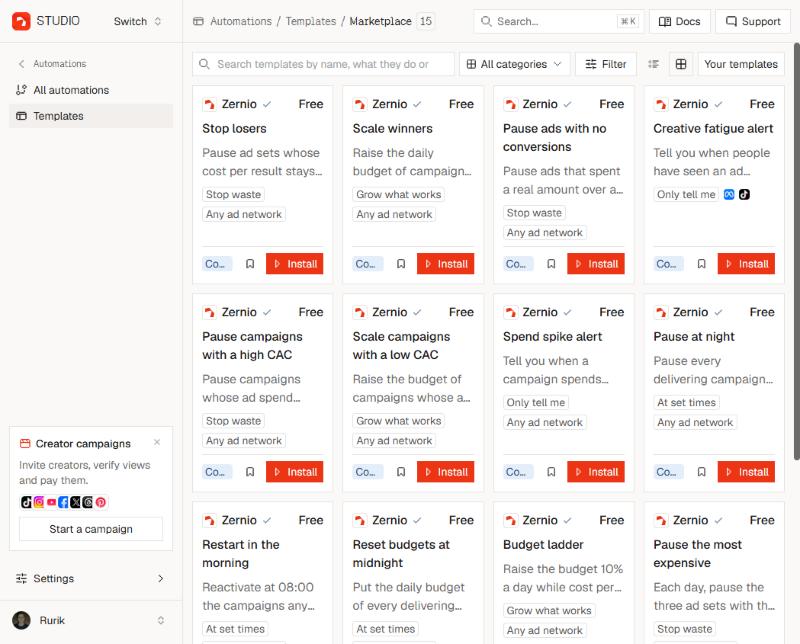 STUDIO
Switch
Automations / Templates / Marketplace 15
Search...
⌘ K
Docs
Support
Automations
All automations
Templates
Search templates by name, what they do or
All categories
Filter
Your templates
Zernio
Free
Stop losers
Pause ad sets whose
cost per result stays...
Stop waste
Any ad network
Co...
Install
Zernio
Free
Scale winners
Raise the daily
budget of campaign...
Grow what works
Any ad network
Co...
Install
Zernio
Free
Pause ads with no
conversions
Pause ads that spent
a real amount over a...
Stop waste
Any ad network
Co...
Install
Zernio
Free
Creative fatigue alert
Tell you when people
have seen an ad...
Only tell me
Co...
Install
Zernio
Free
Pause campaigns
with a high CAC
Pause campaigns
whose ad spend...
Stop waste
Any ad network
Co...
Install
Zernio
Free
Scale campaigns
with a low CAC
Raise the budget of
campaigns whose a...
Grow what works
Any ad network
Co...
Install
Zernio
Free
Spend spike alert
Tell you when a
campaign spends...
Only tell me
Any ad network
Co...
Install
Zernio
Free
Pause at night
Pause every
delivering campaign...
At set times
Any ad network
Co...
Install
Zernio
Free
Restart in the
morning
Reactivate at 08:00
the campaigns any...
At set times
Zernio
Free
Reset budgets at
midnight
Put the daily budget
of every delivering...
At set times
Zernio
Free
Budget ladder
Raise the budget 10%
a day while cost per...
Grow what works
Any ad network
Zernio
Free
Pause the most
expensive
Each day, pause the
three ad sets with th...
Stop waste
Creator campaigns
Invite creators, verify views
and pay them.
Start a campaign
Settings
Rurik